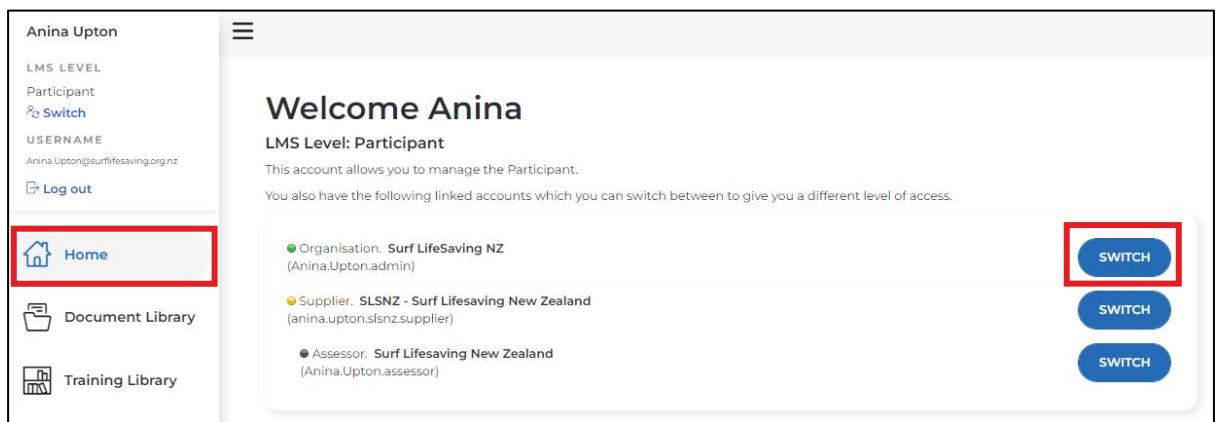 Anina Upton
LMS LEVEL
Participant
Switch
USERNAME
Anina.Upton@surflifesaving.org.nz
Log out
Home
Document Library
Training Library
Welcome Anina
LMS Level: Participant
This account allows you to manage the Participant.
You also have the following linked accounts which you can switch between to give you a different level of access.
Organisation. Surf LifeSaving NZ
(Anina.Upton.admin)
SWITCH
Supplier. SLSNZ - Surf Lifesaving New Zealand
(anina.upton.slsnz.supplier)
SWITCH
Assessor. Surf Lifesaving New Zealand
(Anina.Upton.assessor)
SWITCH